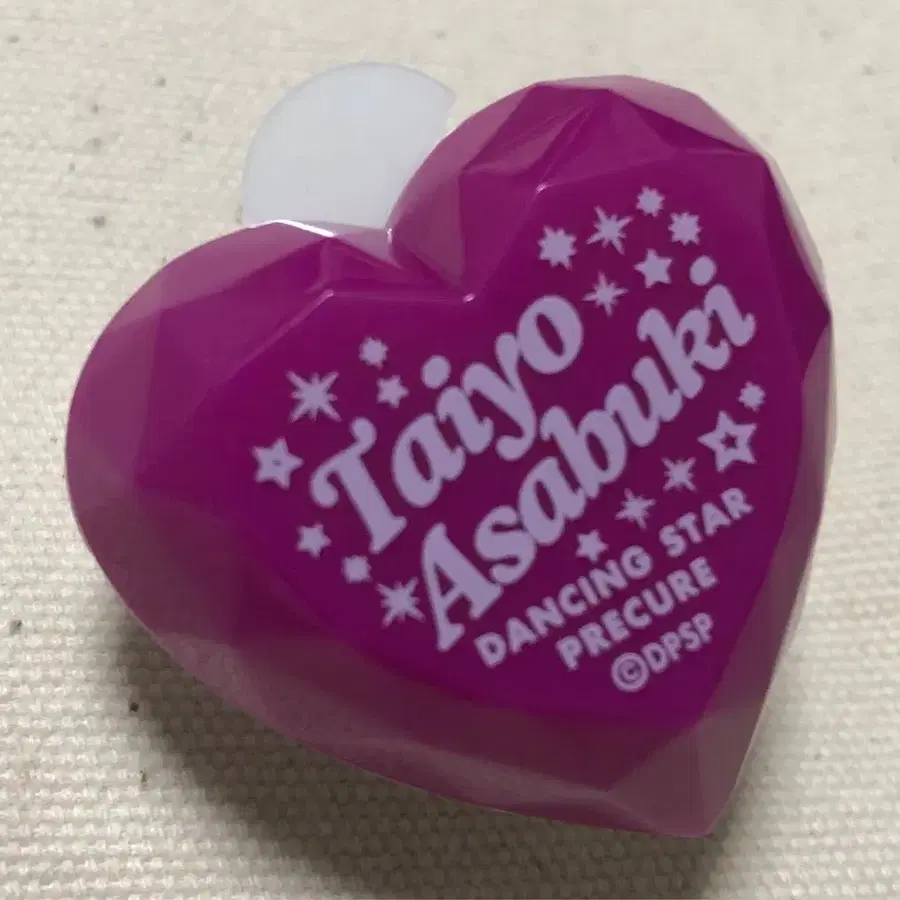 Taiyo
Asabuki
DANCING STAR
PRECURE
©DPSP